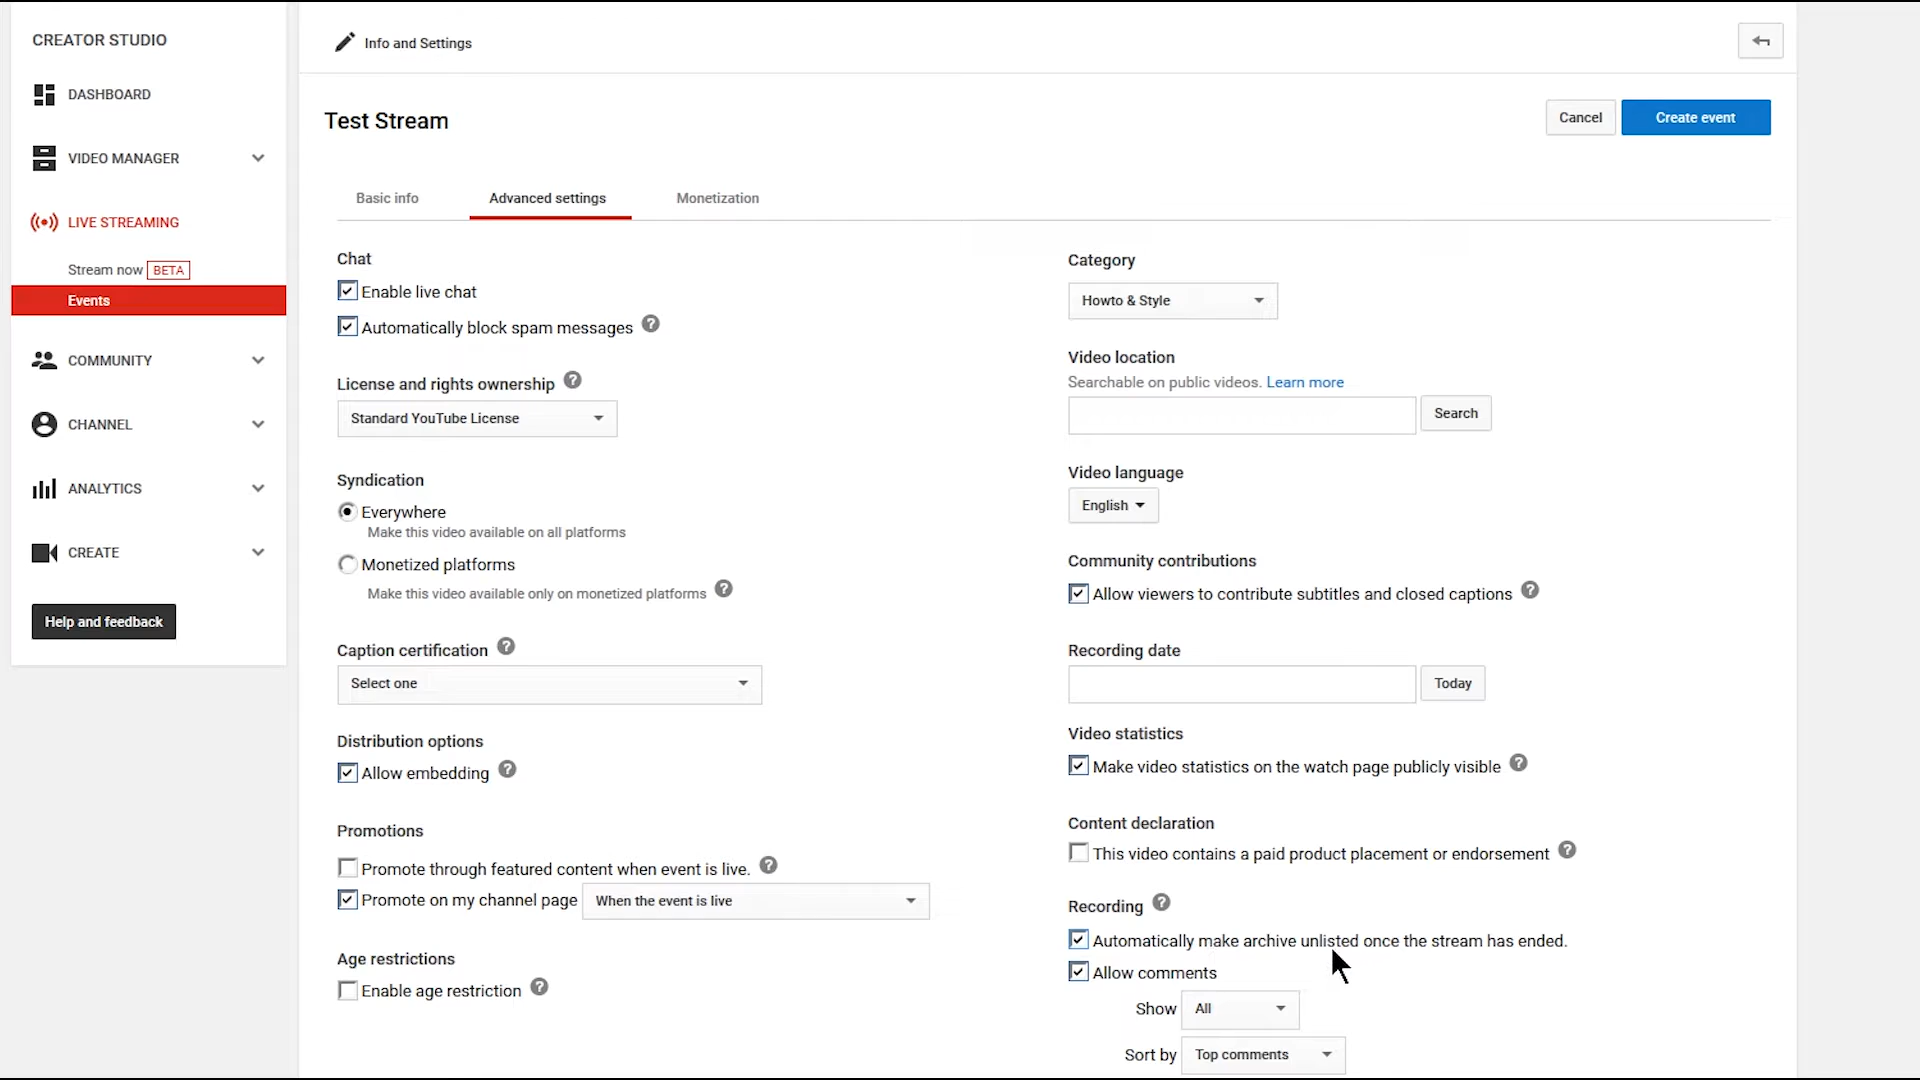 CREATOR STUDIO
DASHBOARD
VIDEO MANAGER
LIVE STREAMING
Stream now BETA
Events
COMMUNITY
CHANNEL
ANALYTICS
CREATE
Help and feedback
Info and Settings
Test Stream
Cancel
Create event
Basic info
Advanced settings
Monetization
Chat
Enable live chat
Automatically block spam messages ?
License and rights ownership ?
Standard YouTube License
Syndication
Everywhere
Make this video available on all platforms
Monetized platforms
Make this video available only on monetized platforms ?
Caption certification ?
Select one
Distribution options
Allow embedding ?
Promotions
Promote through featured content when event is live. ?
Promote on my channel page When the event is live
Age restrictions
Enable age restriction ?
Category
Howto & Style
Video location
Searchable on public videos. Learn more
Search
Video language
English
Community contributions
Allow viewers to contribute subtitles and closed captions ?
Recording date
Today
Video statistics
Make video statistics on the watch page publicly visible ?
Content declaration
This video contains a paid product placement or endorsement ?
Recording ?
Automatically make archive unlisted once the stream has ended.
Allow comments
Show All
Sort by Top comments